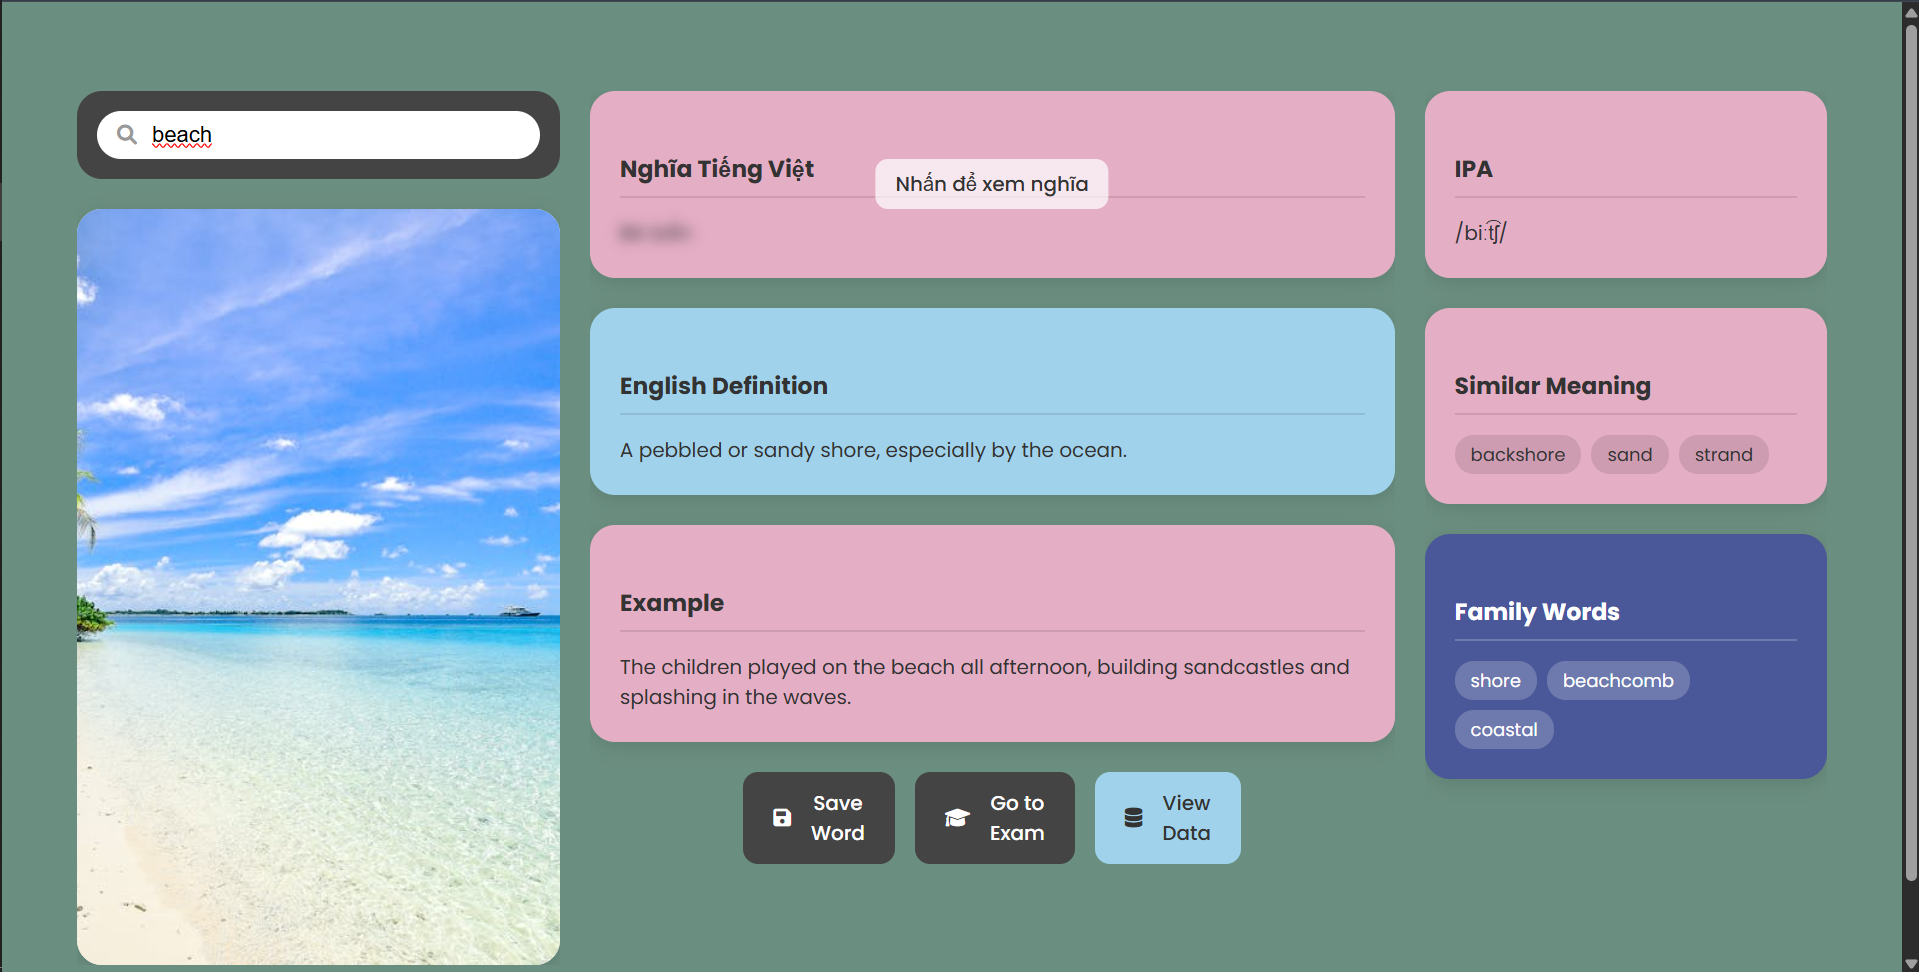 beach
Nghĩa Tiếng Việt
Nhấn để xem nghĩa
English Definition
A pebbled or sandy shore, especially by the ocean.
Example
The children played on the beach all afternoon, building sandcastles and
splashing in the waves.
Save
Word
Go to
Exam
View
Data
IPA
/biːt͡ʃ/
Similar Meaning
backshore sand strand
Family Words
shore beachcomb
coastal